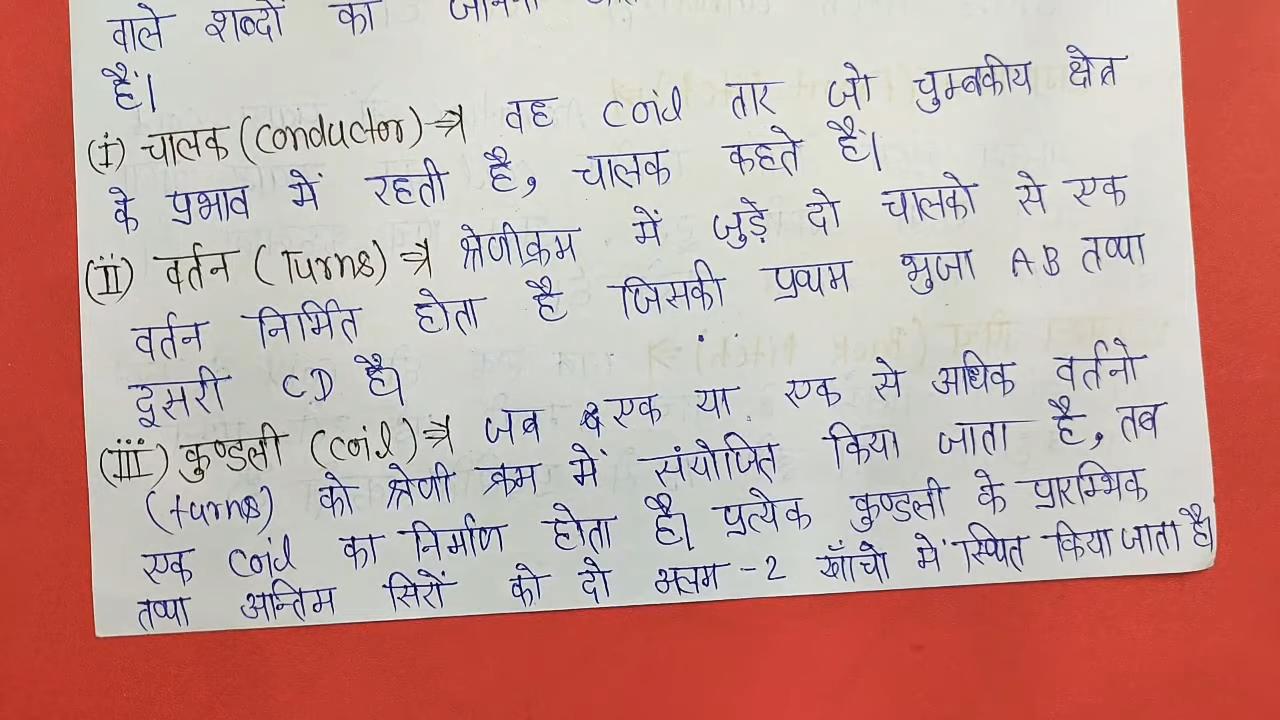 वाले शब्दों का
हैं।
(i) चालक (Conductor) ⇒ वह Coil तार जो चुम्बकीय क्षेत्र
के प्रभाव में रहती है, चालक कहते हैं।
(ii) वर्तन (Turns) ⇒ श्रेणीक्रम में जुड़े दो चालको से एक
वर्तन निर्मित होता है जिसकी प्रथम भुजा AB तथा
दूसरी CD है।
(iii) कुण्डली (Coil) ⇒ जब एक या एक से अधिक वर्तनो
(turns) को श्रेणी क्रम में संयोजित किया जाता है, तब
एक Coil का निर्माण होता है। प्रत्येक कुण्डली के प्रारम्भिक
तथा अन्तिम सिरों को दो अलग-2 खाँचो में स्थित किया जाता है।